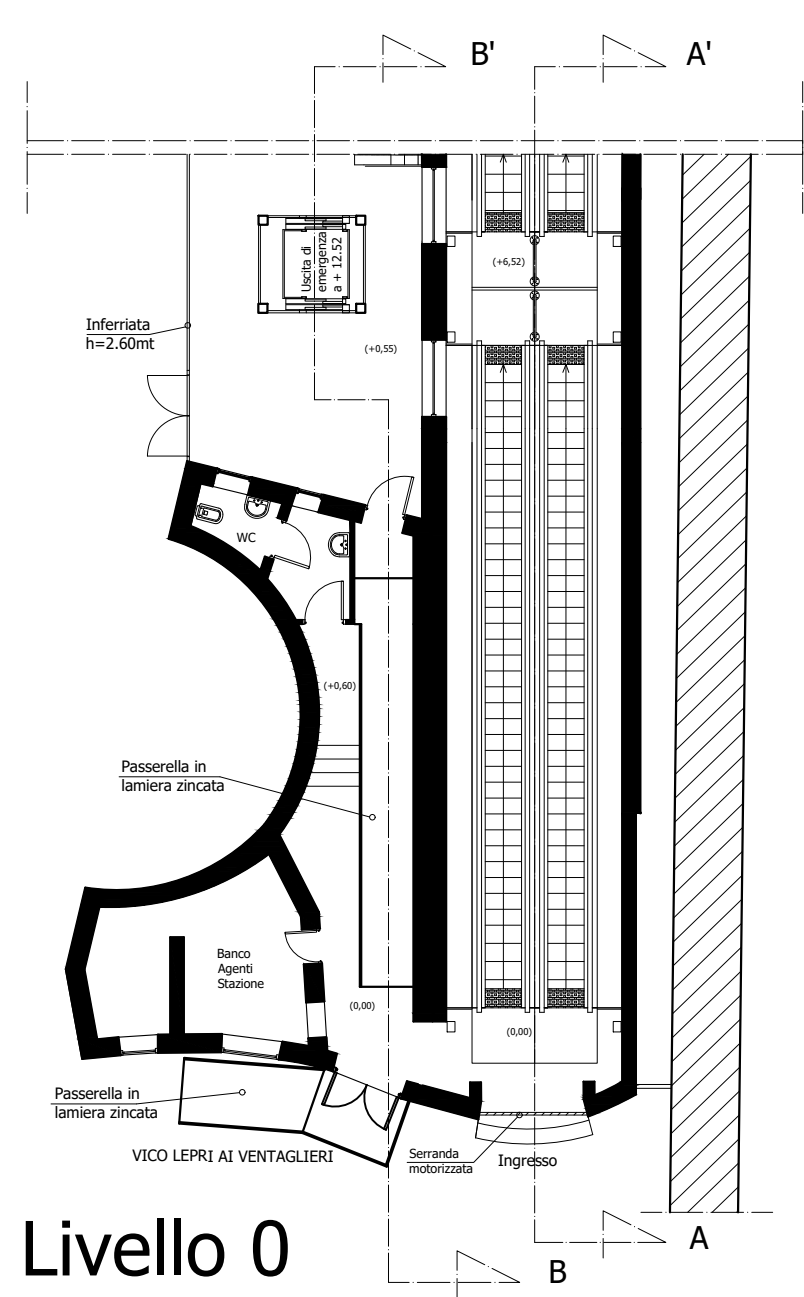 B'
A'
Uscita di
emergenza
a + 12.52
(+6,52)
Inferriata
h=2.60mt
(+0,55)
WC
(+0,60)
Passerella in
lamiera zincata
Banco
Agenti
Stazione
(0,00)
(0,00)
Passerella in
lamiera zincata
VICO LEPRI AI VENTAGLIERI
Serranda
motorizzata
Ingresso
Livello 0
A
B